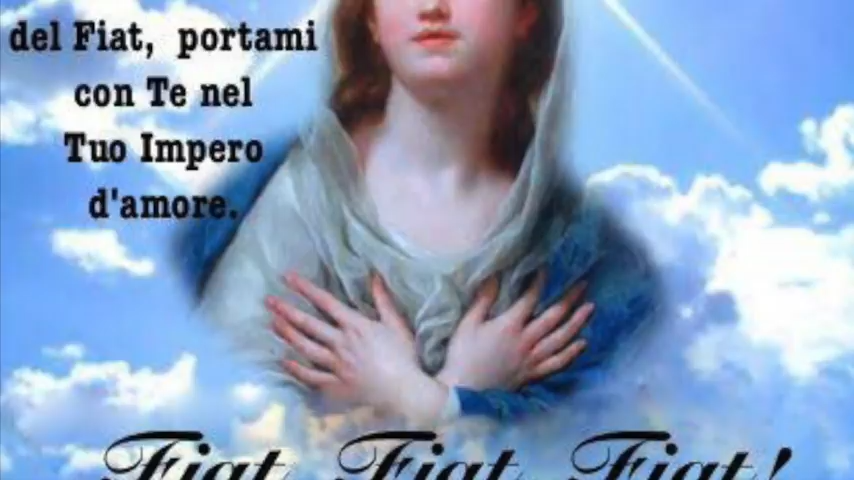 del Fiat, portami
con Te nel
Tuo Impero
d'amore.
Fiat, Fiat, Fiat!